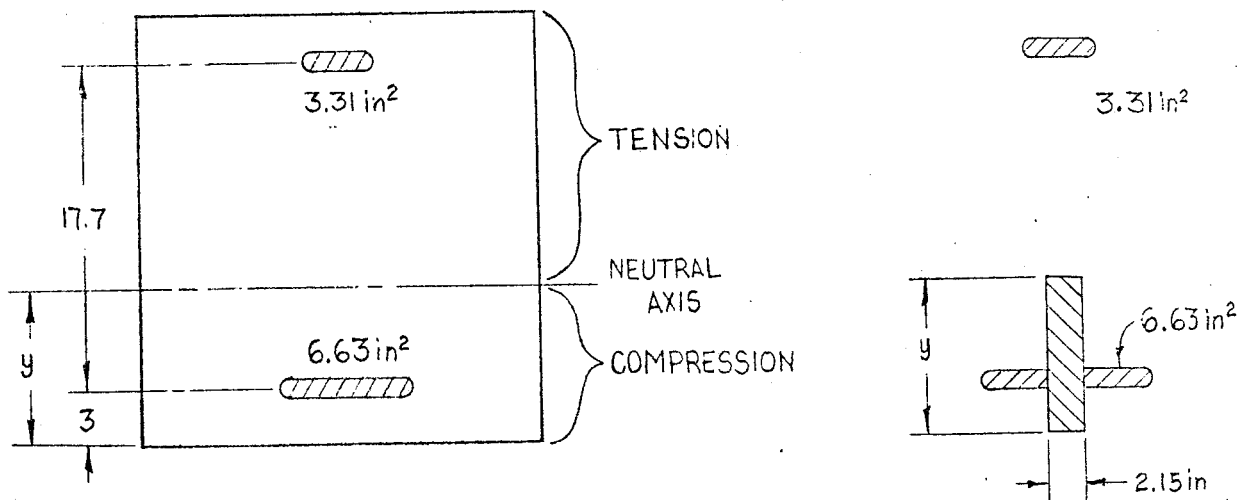 3.31 in²
TENSION
17.7
NEUTRAL
AXIS
6.63 in²
COMPRESSION
y
3
3.31 in²
6.63 in²
y
2.15 in